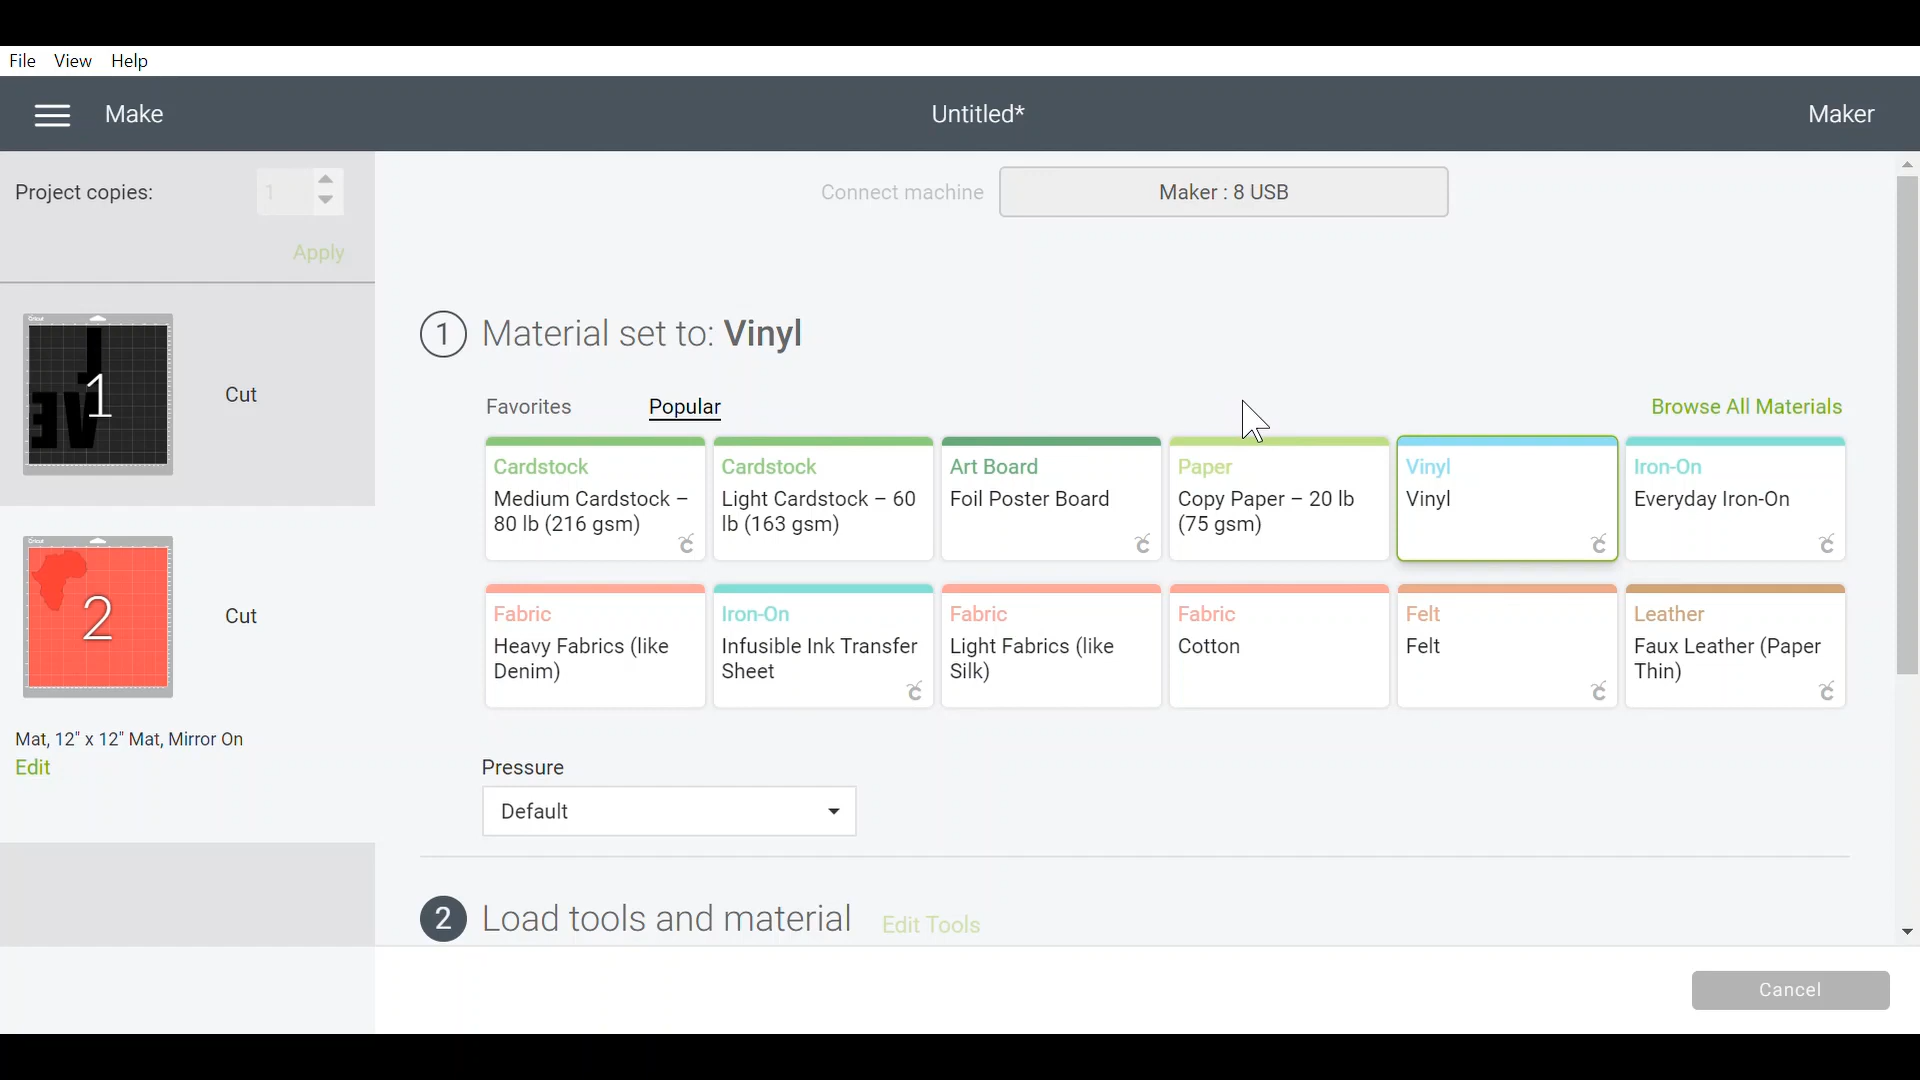 File View Help
Make Untitled* Maker
Project copies: 1
Apply
Connect machine Maker : 8 USB
1 Material set to: Vinyl
Favorites Popular Browse All Materials
Cardstock
Medium Cardstock –
80 lb (216 gsm)
Cardstock
Light Cardstock – 60
lb (163 gsm)
Art Board
Foil Poster Board
Paper
Copy Paper – 20 lb
(75 gsm)
Vinyl
Vinyl
Iron-On
Everyday Iron-On
Fabric
Heavy Fabrics (like
Denim)
Iron-On
Infusible Ink Transfer
Sheet
Fabric
Light Fabrics (like
Silk)
Fabric
Cotton
Felt
Felt
Leather
Faux Leather (Paper
Thin)
1 Cut
2 Cut
Mat, 12" x 12" Mat, Mirror On
Edit
Pressure
Default
2 Load tools and material Edit Tools
Cancel